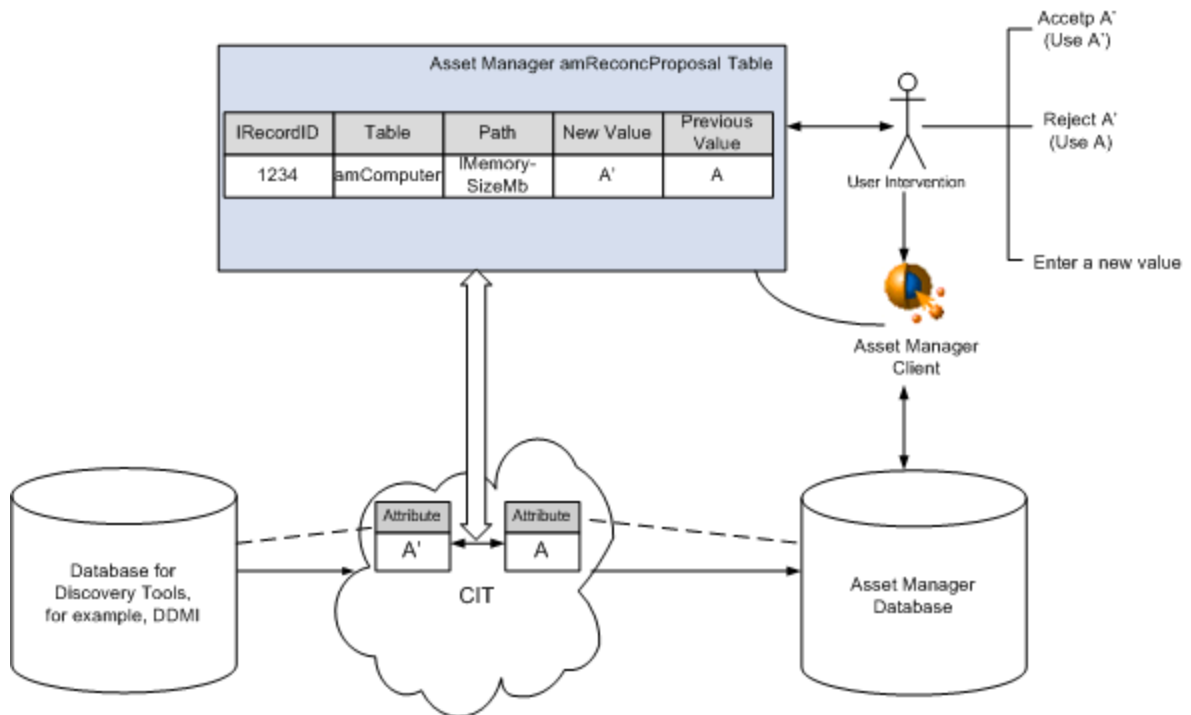 Accetp A'
(Use A')
Asset Manager amReconcProposal Table
IRecordID
Table
Path
New Value
Previous
Value
1234
amComputer
lMemory-
SizeMb
A'
A
Reject A'
(Use A)
User Intervention
Enter a new value
Asset Manager
Client
Attribute
A'
Attribute
A
CIT
Database for
Discovery Tools,
for example, DDMI
Asset Manager
Database